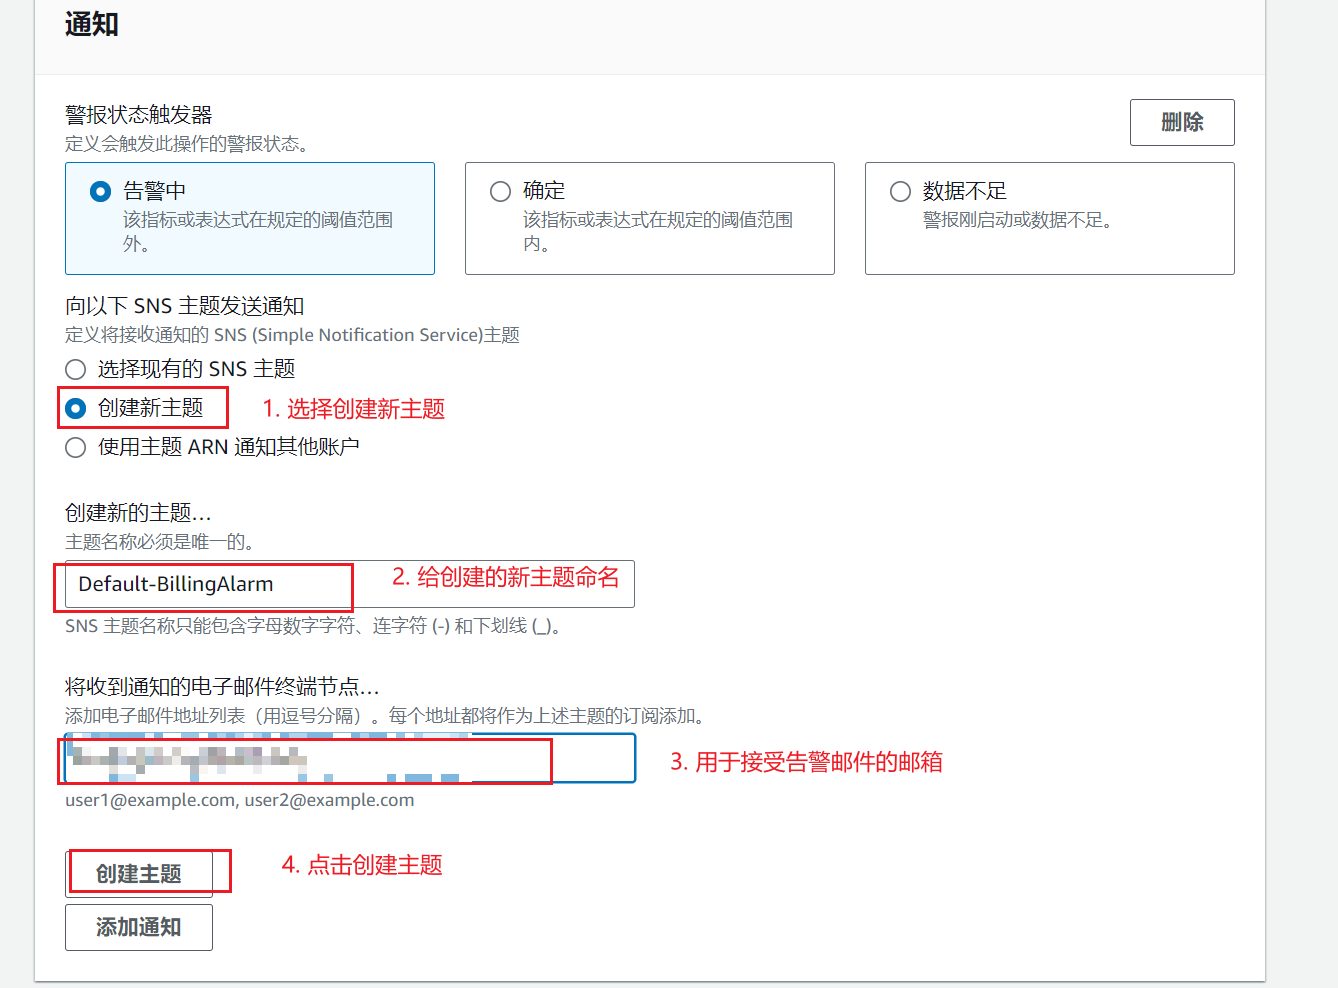 通知
警报状态触发器
定义会触发此操作的警报状态。
删除
告警中
该指标或表达式在规定的阈值范围
外。
确定
该指标或表达式在规定的阈值范围
内。
数据不足
警报刚启动或数据不足。
向以下 SNS 主题发送通知
定义将接收通知的 SNS (Simple Notification Service)主题
选择现有的 SNS 主题
创建新主题
1. 选择创建新主题
使用主题 ARN 通知其他账户
创建新的主题...
主题名称必须是唯一的。
Default-BillingAlarm
2. 给创建的新主题命名
SNS 主题名称只能包含字母数字字符、连字符 (-) 和下划线 (_)。
将收到通知的电子邮件终端节点...
添加电子邮件地址列表（用逗号分隔）。每个地址都将作为上述主题的订阅添加。
3. 用于接受告警邮件的邮箱
user1@example.com, user2@example.com
创建主题
4. 点击创建主题
添加通知